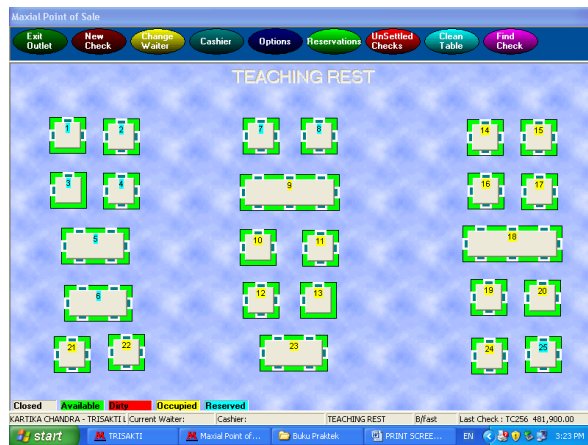 Maxial Point of Sale
Exit Outlet
New Check
Change Waiter
Cashier
Options
Reservations
UnSettled Checks
Clean Table
Find Check
TEACHING REST
1
2
7
8
14
15
3
4
9
16
17
5
10
11
18
6
12
13
19
20
21
22
23
24
25
Closed Available Dirty Occupied Reserved
KARTIKA CHANDRA - TRISAKTI L Current Waiter: Cashier: TEACHING REST B/fast Last Check : TC256 481,900.00
start TRISAKTI Maxial Point of... Buku Praktek PRINT SCREE... EN 3:23 PM